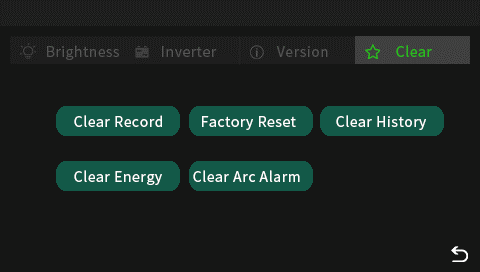 Brightness Inverter Version Clear
Clear Record Factory Reset Clear History
Clear Energy Clear Arc Alarm